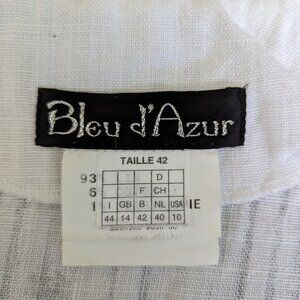 Bleu d'Azur
TAILLE 42
93 D
6 F CH
1 I GB B NL USA IE
44 14 42 40 10